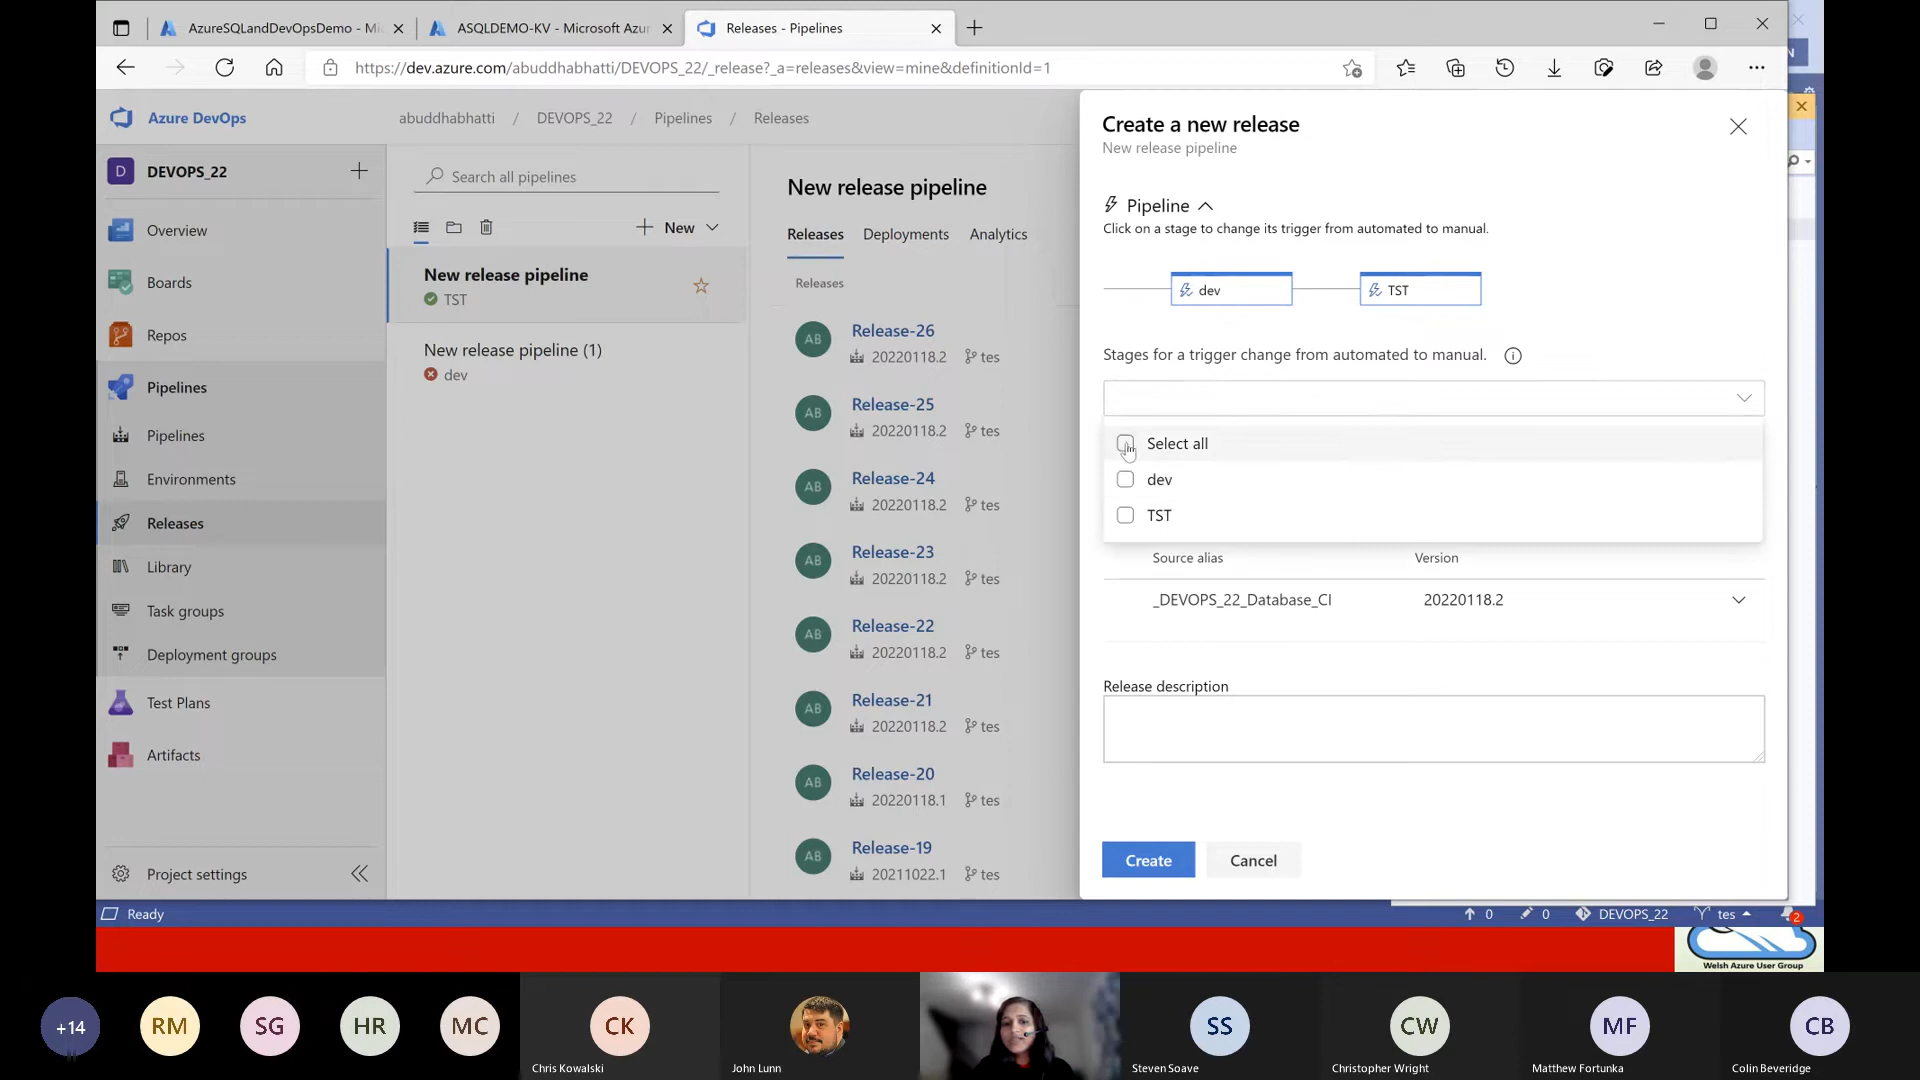 AzureSQLandDevOpsDemo - Mi
ASQLDEMO-KV - Microsoft Azur
Releases - Pipelines
https://dev.azure.com/abuddhabhatti/DEVOPS_22/_release?_a=releases&view=mine&definitionId=1
Azure DevOps
abuddhabhatti / DEVOPS_22 / Pipelines / Releases
D DEVOPS_22
Overview
Boards
Repos
Pipelines
Pipelines
Environments
Releases
Library
Task groups
Deployment groups
Test Plans
Artifacts
Project settings
Search all pipelines
New
New release pipeline
TST
New release pipeline (1)
dev
New release pipeline
Releases Deployments Analytics
Releases
AB Release-26
20220118.2 tes
AB Release-25
20220118.2 tes
AB Release-24
20220118.2 tes
AB Release-23
20220118.2 tes
AB Release-22
20220118.2 tes
AB Release-21
20220118.2 tes
AB Release-20
20220118.1 tes
AB Release-19
20211022.1 tes
Create a new release
New release pipeline
Pipeline
Click on a stage to change its trigger from automated to manual.
dev TST
Stages for a trigger change from automated to manual.
Select all
dev
TST
Source alias Version
_DEVOPS_22_Database_CI 20220118.2
Release description
Create Cancel
Ready
0 0 DEVOPS_22 tes 2
Welsh Azure User Group
+14 RM SG HR MC CK SS CW MF CB
Chris Kowalski John Lunn Steven Soave Christopher Wright Matthew Fortunka Colin Beveridge